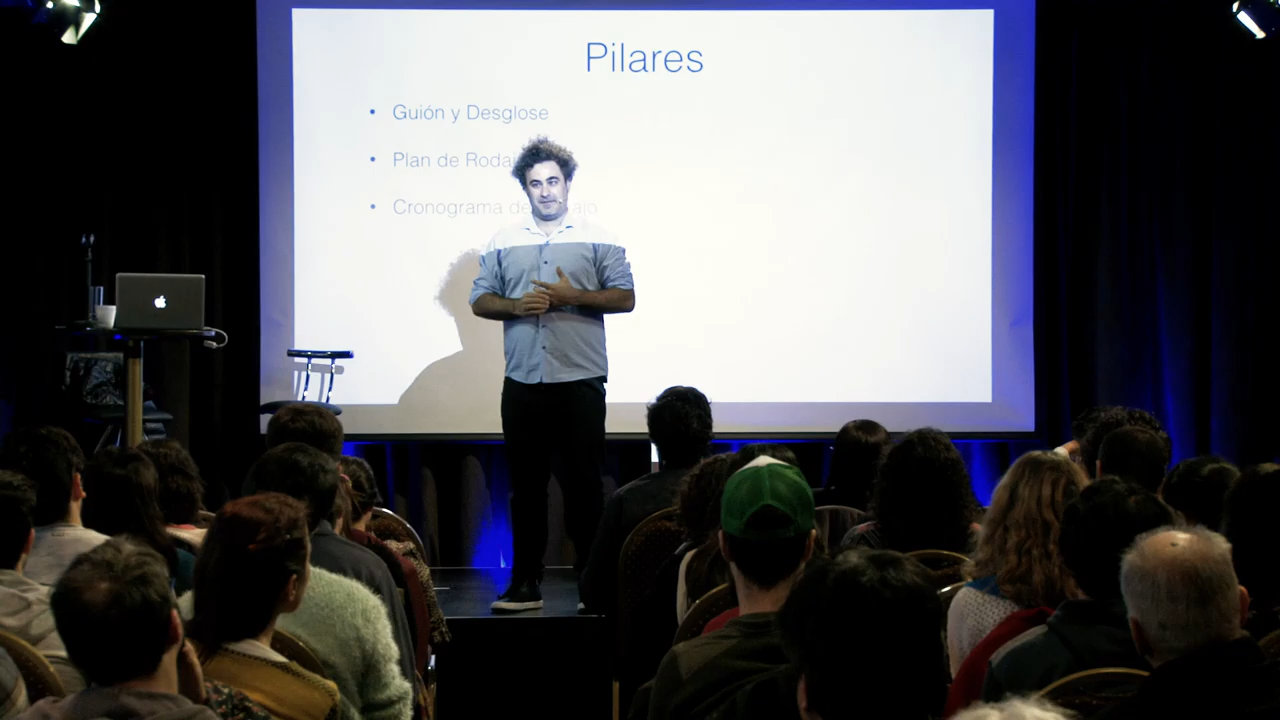 Pilares
• Guión y Desglose
• Plan de
• Cronograma de